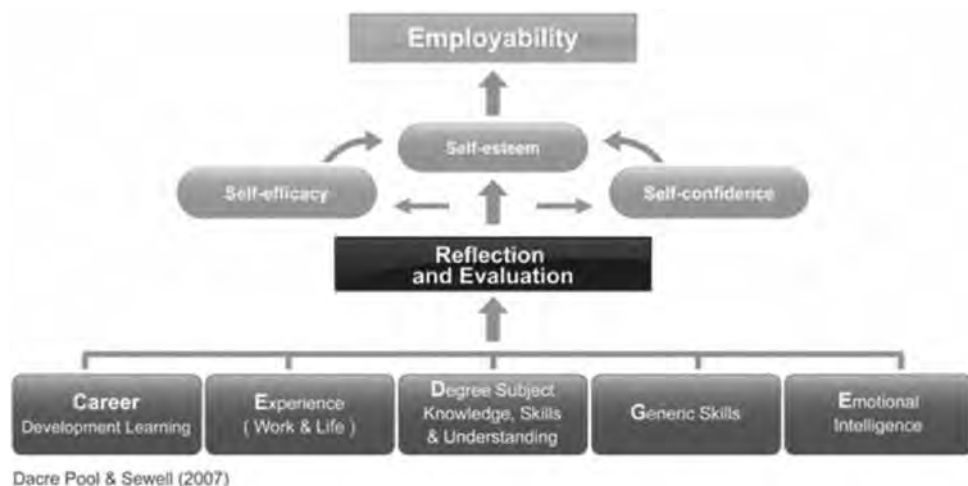 Employability
Self-esteem
Self-efficacy
Self-confidence
Reflection
and Evaluation
Career
Development Learning
Experience
( Work & Life )
Degree Subject
Knowledge, Skills
& Understanding
Generic Skills
Emotional
Intelligence
Dacre Pool & Sewell (2007)